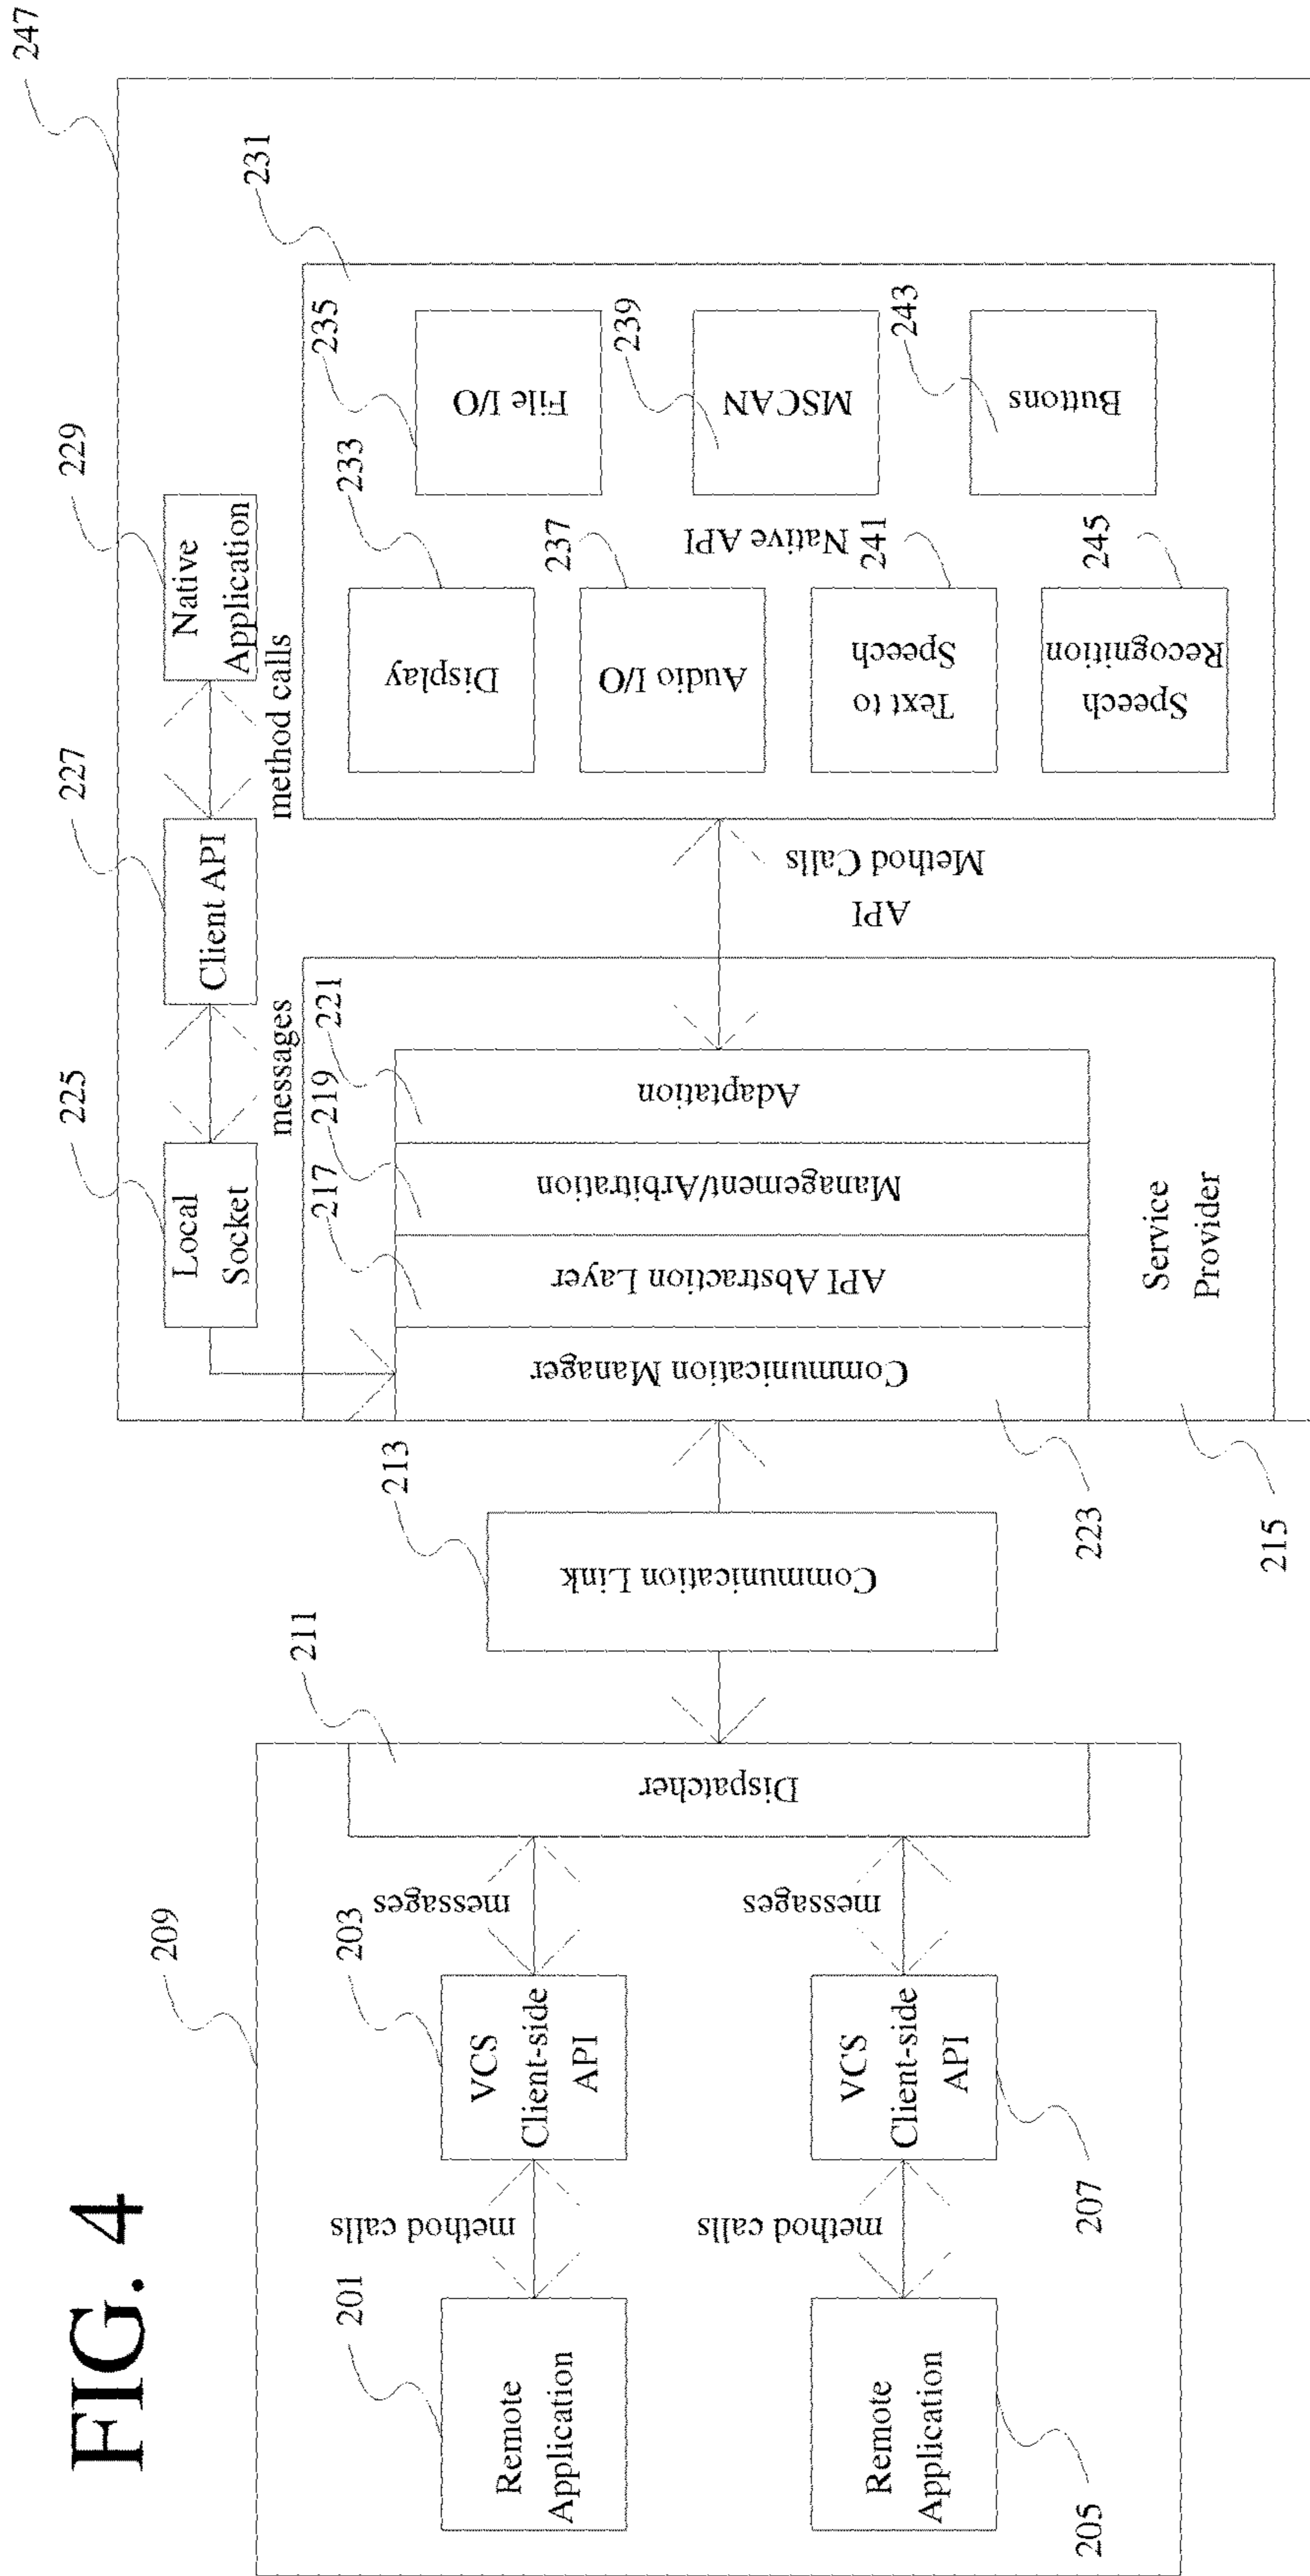 FIG. 4
209
201
Remote
Application
method calls
203
VCS
Client-side
API
messages
205
Remote
Application
method calls
207
VCS
Client-side
API
messages
211
Dispatcher
213
Communication Link
247
225
Local
Socket
messages
227
Client API
method calls
229
Native
Application
Communication Manager
223
217
API Abstraction Layer
219
Management/Arbitration
221
Adaptation
Service
Provider
215
API
Method Calls
231
Native API
233
Display
235
File I/O
237
Audio I/O
239
MSCAN
241
Text to
Speech
243
Buttons
245
Speech
Recognition